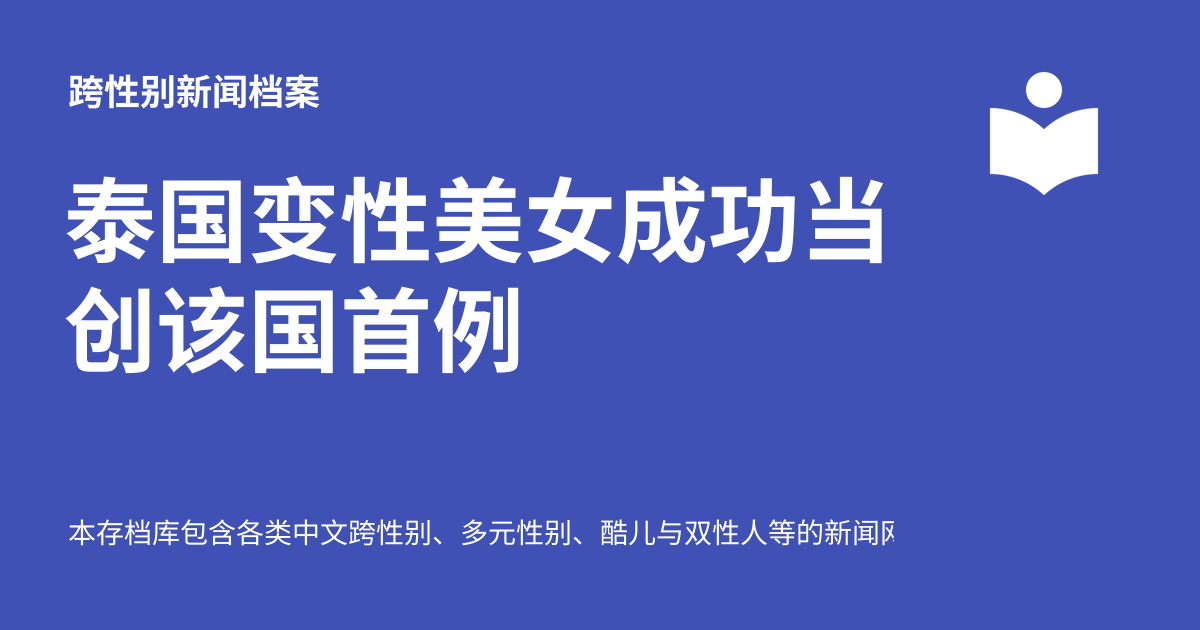 跨性别新闻档案
泰国变性美女成功当
创该国首例
本存档库包含各类中文跨性别、多元性别、酷儿与双性人等的新闻